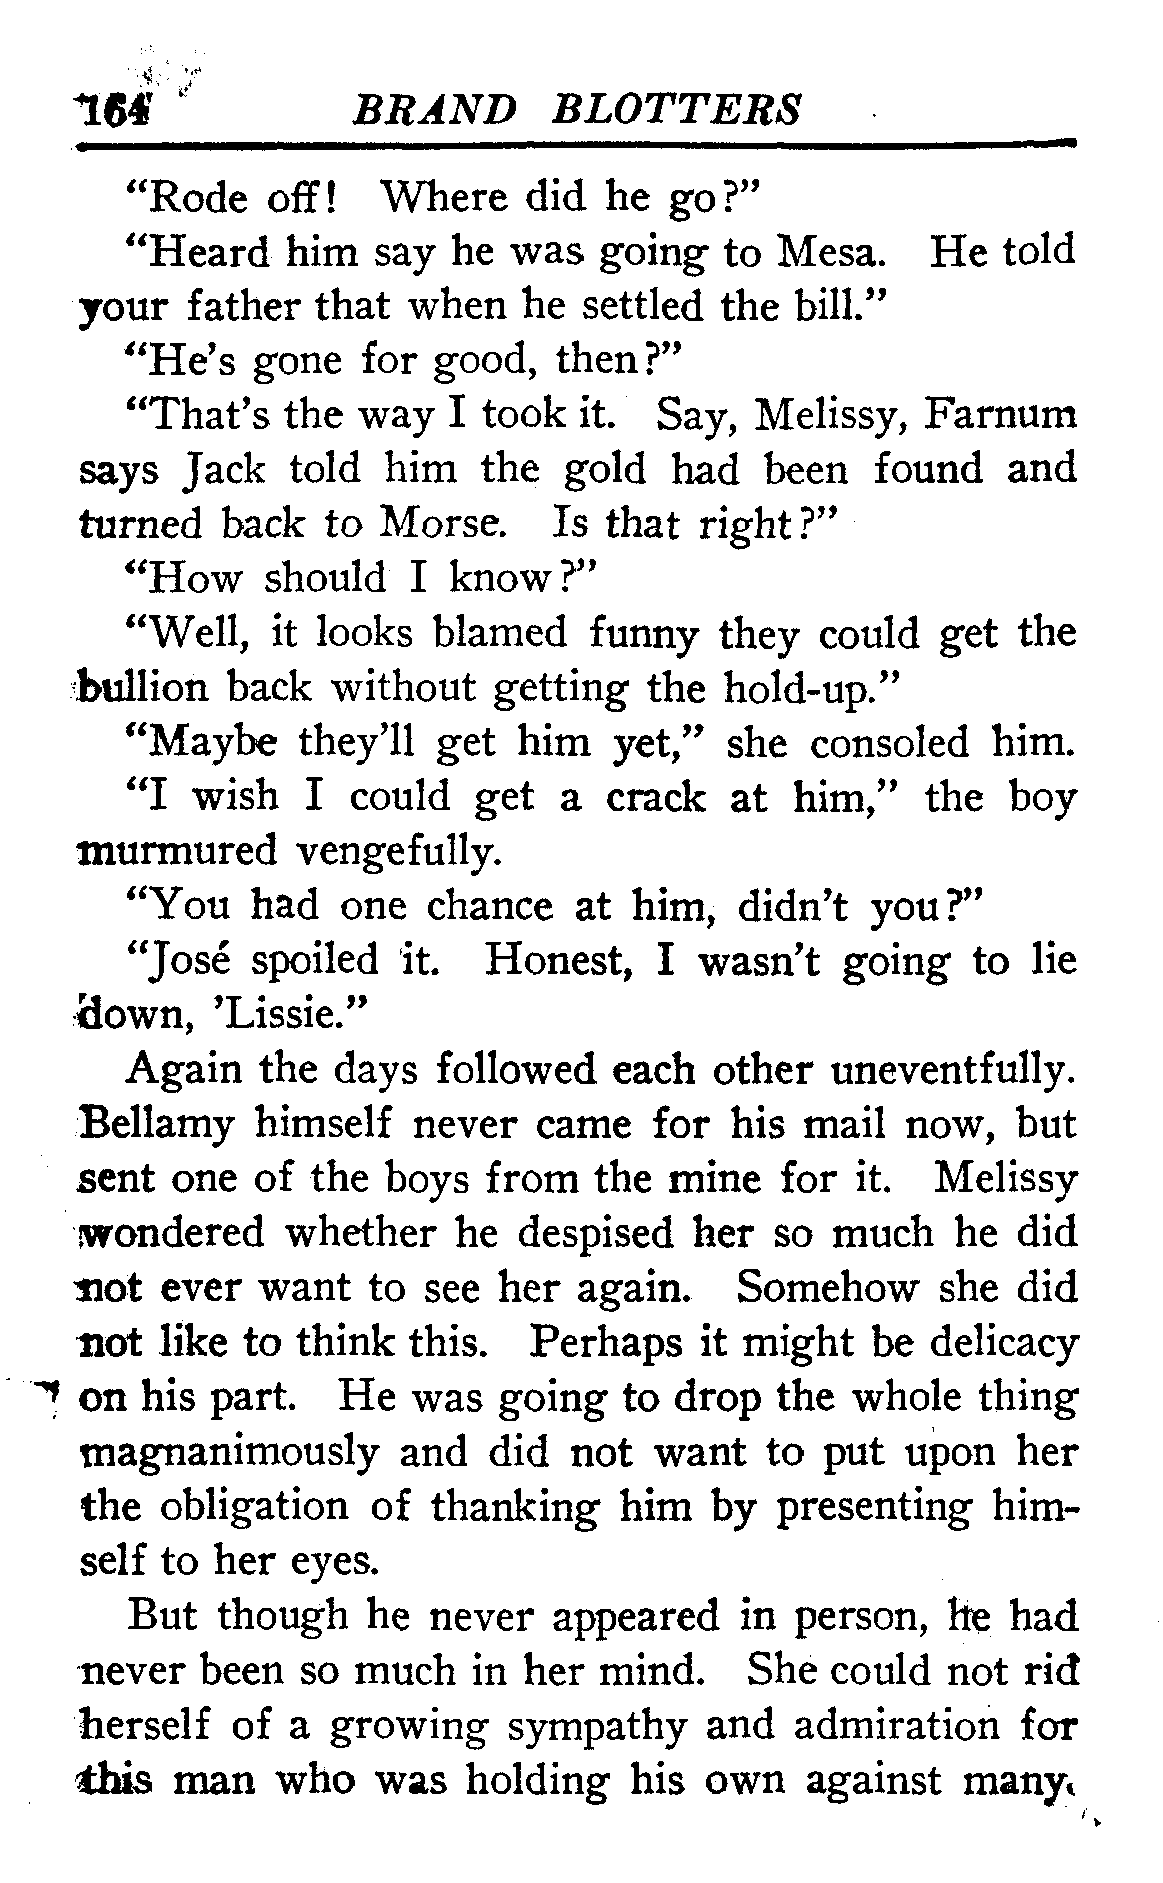 164 BRAND BLOTTERS
"Rode off! Where did he go?"
"Heard him say he was going to Mesa. He told
your father that when he settled the bill."
"He's gone for good, then?"
"That's the way I took it. Say, Melissy, Farnum
says Jack told him the gold had been found and
turned back to Morse. Is that right?"
"How should I know?"
"Well, it looks blamed funny they could get the
bullion back without getting the hold-up."
"Maybe they'll get him yet," she consoled him.
"I wish I could get a crack at him," the boy
murmured vengefully.
"You had one chance at him, didn't you?"
"José spoiled it. Honest, I wasn't going to lie
down, 'Lissie."
Again the days followed each other uneventfully.
Bellamy himself never came for his mail now, but
sent one of the boys from the mine for it. Melissy
wondered whether he despised her so much he did
not ever want to see her again. Somehow she did
not like to think this. Perhaps it might be delicacy
on his part. He was going to drop the whole thing
magnanimously and did not want to put upon her
the obligation of thanking him by presenting him-
self to her eyes.
But though he never appeared in person, he had
never been so much in her mind. She could not rid
herself of a growing sympathy and admiration for
this man who was holding his own against many